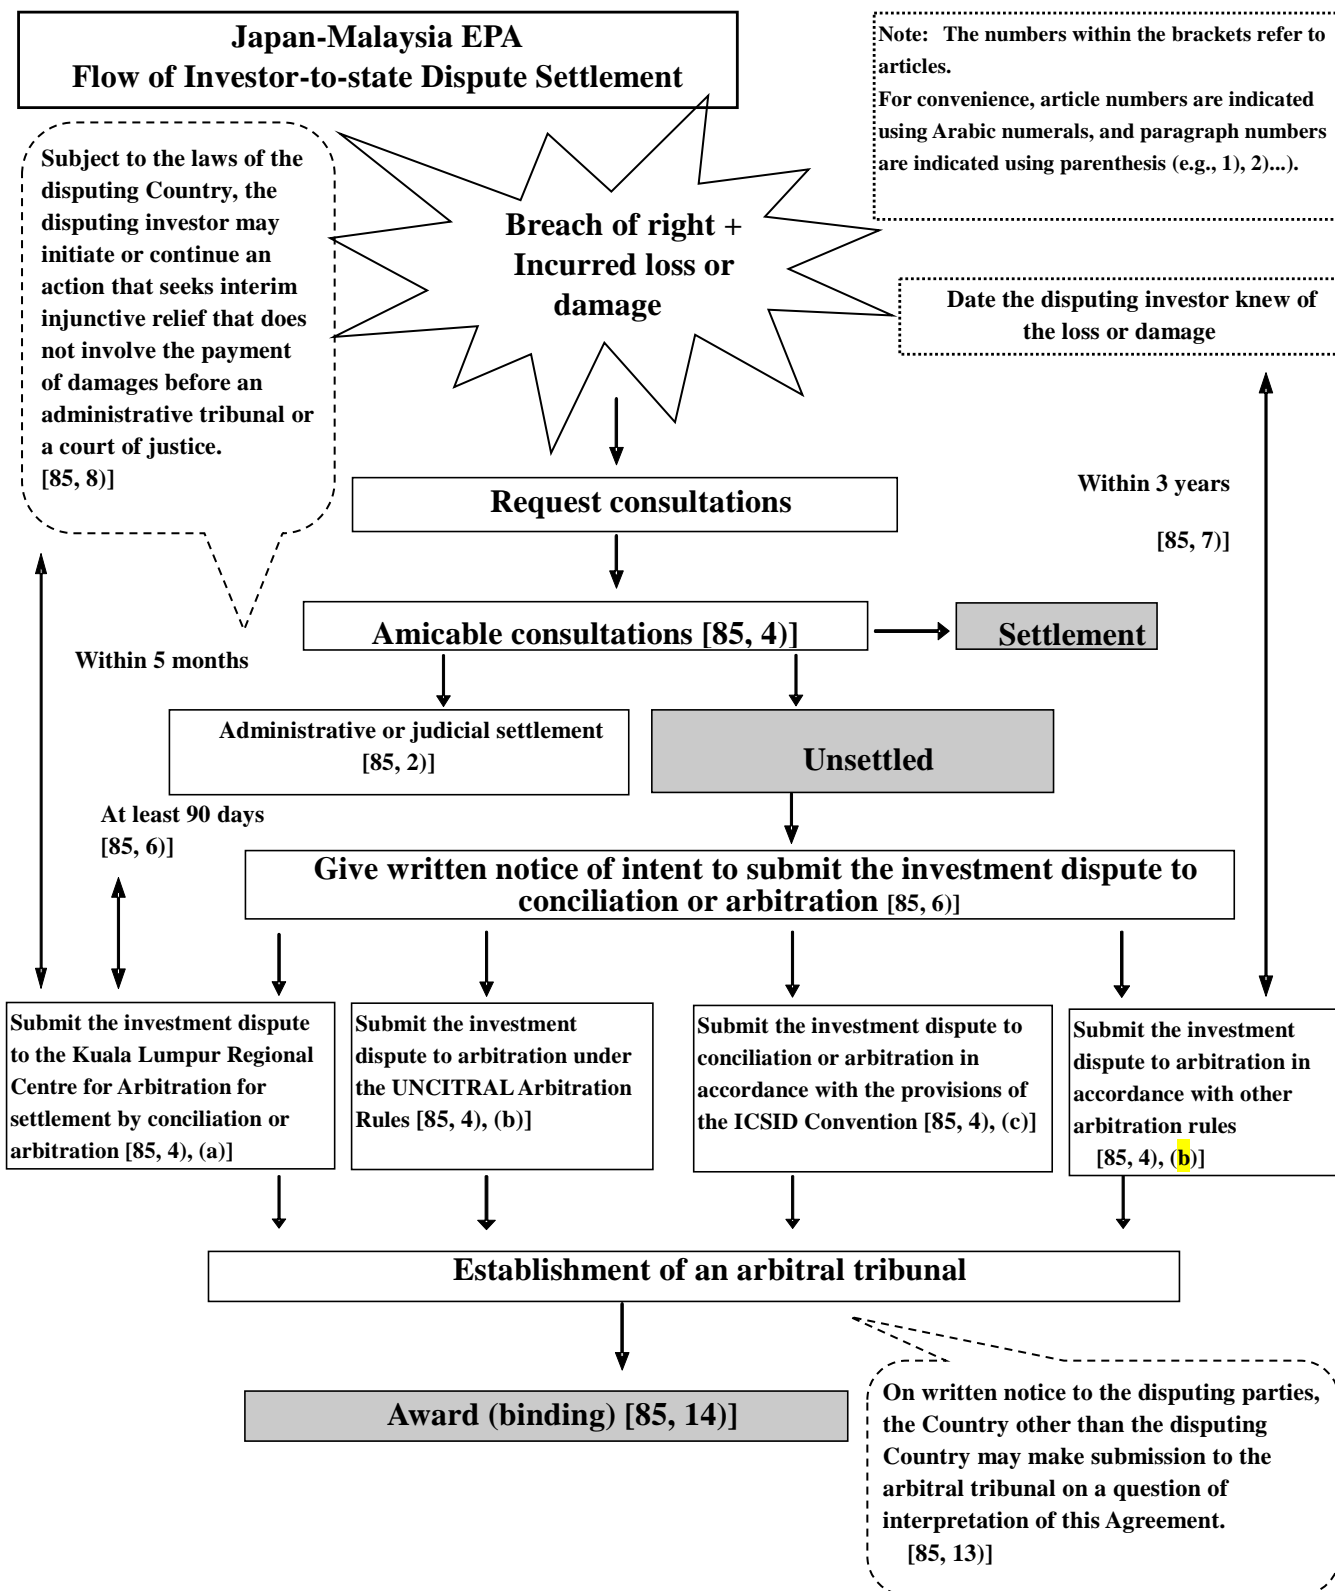 Japan-Malaysia EPA
Flow of Investor-to-state Dispute Settlement
Note: The numbers within the brackets refer to
articles.
For convenience, article numbers are indicated
using Arabic numerals, and paragraph numbers
are indicated using parenthesis (e.g., 1), 2)...).
Subject to the laws of the
disputing Country, the
disputing investor may
initiate or continue an
action that seeks interim
injunctive relief that does
not involve the payment
of damages before an
administrative tribunal or
a court of justice.
[85, 8)]
Breach of right +
Incurred loss or
damage
Date the disputing investor knew of
the loss or damage
Request consultations
Within 3 years
[85, 7)]
Amicable consultations [85, 4)]
Settlement
Within 5 months
Administrative or judicial settlement
[85, 2)]
Unsettled
At least 90 days
[85, 6)]
Give written notice of intent to submit the investment dispute to
conciliation or arbitration [85, 6)]
Submit the investment dispute
to the Kuala Lumpur Regional
Centre for Arbitration for
settlement by conciliation or
arbitration [85, 4), (a)]
Submit the investment
dispute to arbitration under
the UNCITRAL Arbitration
Rules [85, 4), (b)]
Submit the investment dispute to
conciliation or arbitration in
accordance with the provisions of
the ICSID Convention [85, 4), (c)]
Submit the investment
dispute to arbitration in
accordance with other
arbitration rules
[85, 4), (b)]
Establishment of an arbitral tribunal
Award (binding) [85, 14)]
On written notice to the disputing parties,
the Country other than the disputing
Country may make submission to the
arbitral tribunal on a question of
interpretation of this Agreement.
[85, 13)]